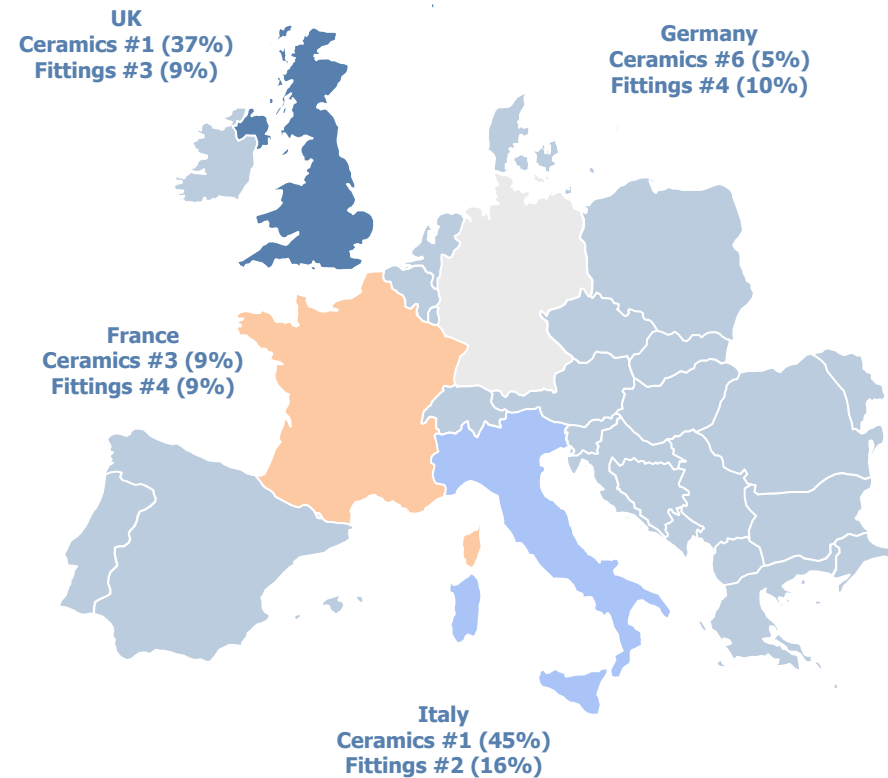 UK
Ceramics #1 (37%)
Fittings #3 (9%)
Germany
Ceramics #6 (5%)
Fittings #4 (10%)
France
Ceramics #3 (9%)
Fittings #4 (9%)
Italy
Ceramics #1 (45%)
Fittings #2 (16%)